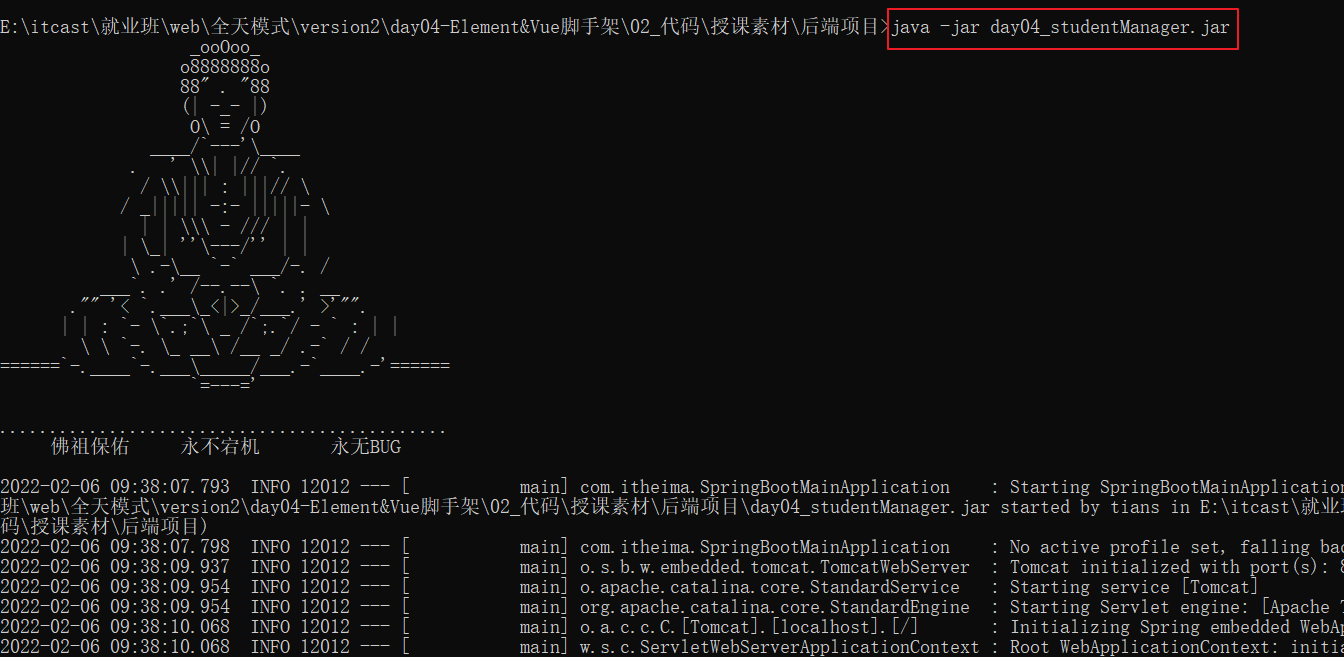 E:\itcast\就业班\web\全天模式\version2\day04-Element&Vue脚手架\02_代码\授课素材\后端项目>java -jar day04_studentManager.jar
_ooOoo_
o8888888o
88" . "88
(| -_- |)
O\ = /O
____/`---'\____
.   ' \\| |// `.
/ \\||| : |||// \
/ _||||| -:- |||||- \
| | \\\ - /// | |
| \_| ''\---/'' | |
\ .-\__ `-` ___/-. /
___`. .' /--.--\ `. . __
."" '< `.___\_<|>_/___.' >'"".
| | : `- \`.;`\ _ /`;.`/ - ` : | |
\ \ `-. \_ __\ /__ _/ .-` / /
======`-.____`-.___\_____/___.-`____.-'======
`=---='
.............................................
佛祖保佑 永不宕机 永无BUG
2022-02-06 09:38:07.793  INFO 12012 --- [           main] com.itheima.SpringBootMainApplication    : Starting SpringBootMainApplication
班\web\全天模式\version2\day04-Element&Vue脚手架\02_代码\授课素材\后端项目\day04_studentManager.jar started by tians in E:\itcast\就业
码\授课素材\后端项目)
2022-02-06 09:38:07.798  INFO 12012 --- [           main] com.itheima.SpringBootMainApplication    : No active profile set, falling bac
2022-02-06 09:38:09.937  INFO 12012 --- [           main] o.s.b.w.embedded.tomcat.TomcatWebServer  : Tomcat initialized with port(s): 8
2022-02-06 09:38:09.954  INFO 12012 --- [           main] o.apache.catalina.core.StandardService   : Starting service [Tomcat]
2022-02-06 09:38:09.954  INFO 12012 --- [           main] org.apache.catalina.core.StandardEngine  : Starting Servlet engine: [Apache T
2022-02-06 09:38:10.068  INFO 12012 --- [           main] o.a.c.c.C.[Tomcat].[localhost].[/]       : Initializing Spring embedded WebAp
2022-02-06 09:38:10.068  INFO 12012 --- [           main] w.s.c.ServletWebServerApplicationContext : Root WebApplicationContext: initi